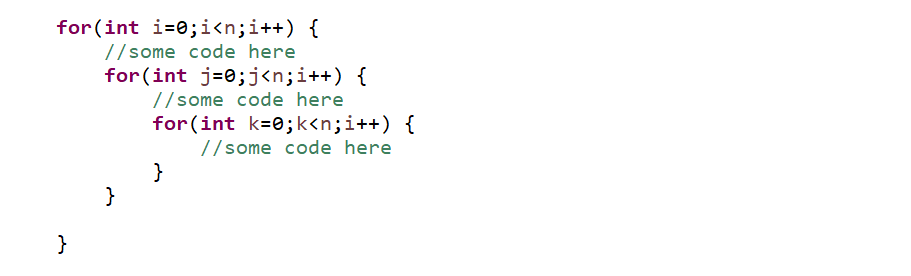 for(int i=0;i<n;i++) {
//some code here
for(int j=0;j<n;i++) {
//some code here
for(int k=0;k<n;i++) {
//some code here
}
}
}